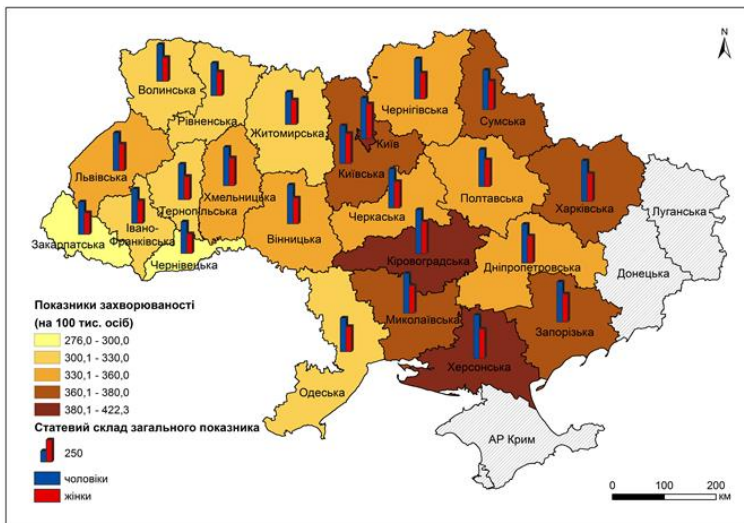 N
Волинська
Рівненська
Житомирська
Чернігівська
Сумська
Київ
Київська
Львівська
Хмельницька
Тернопільська
Івано-
Франківська
Закарпатська
Чернівецька
Вінницька
Черкаська
Полтавська
Харківська
Луганська
Донецька
Кіровоградська
Дніпропетровська
Миколаївська
Запорізька
Херсонська
Одеська
АР Крим
Показники захворюваності
(на 100 тис. осіб)
276,0 - 300,0
300,1 - 330,0
330,1 - 360,0
360,1 - 380,0
380,1 - 422,3
Статевий склад загального показника
250
чоловіки
жінки
0 100 200
км